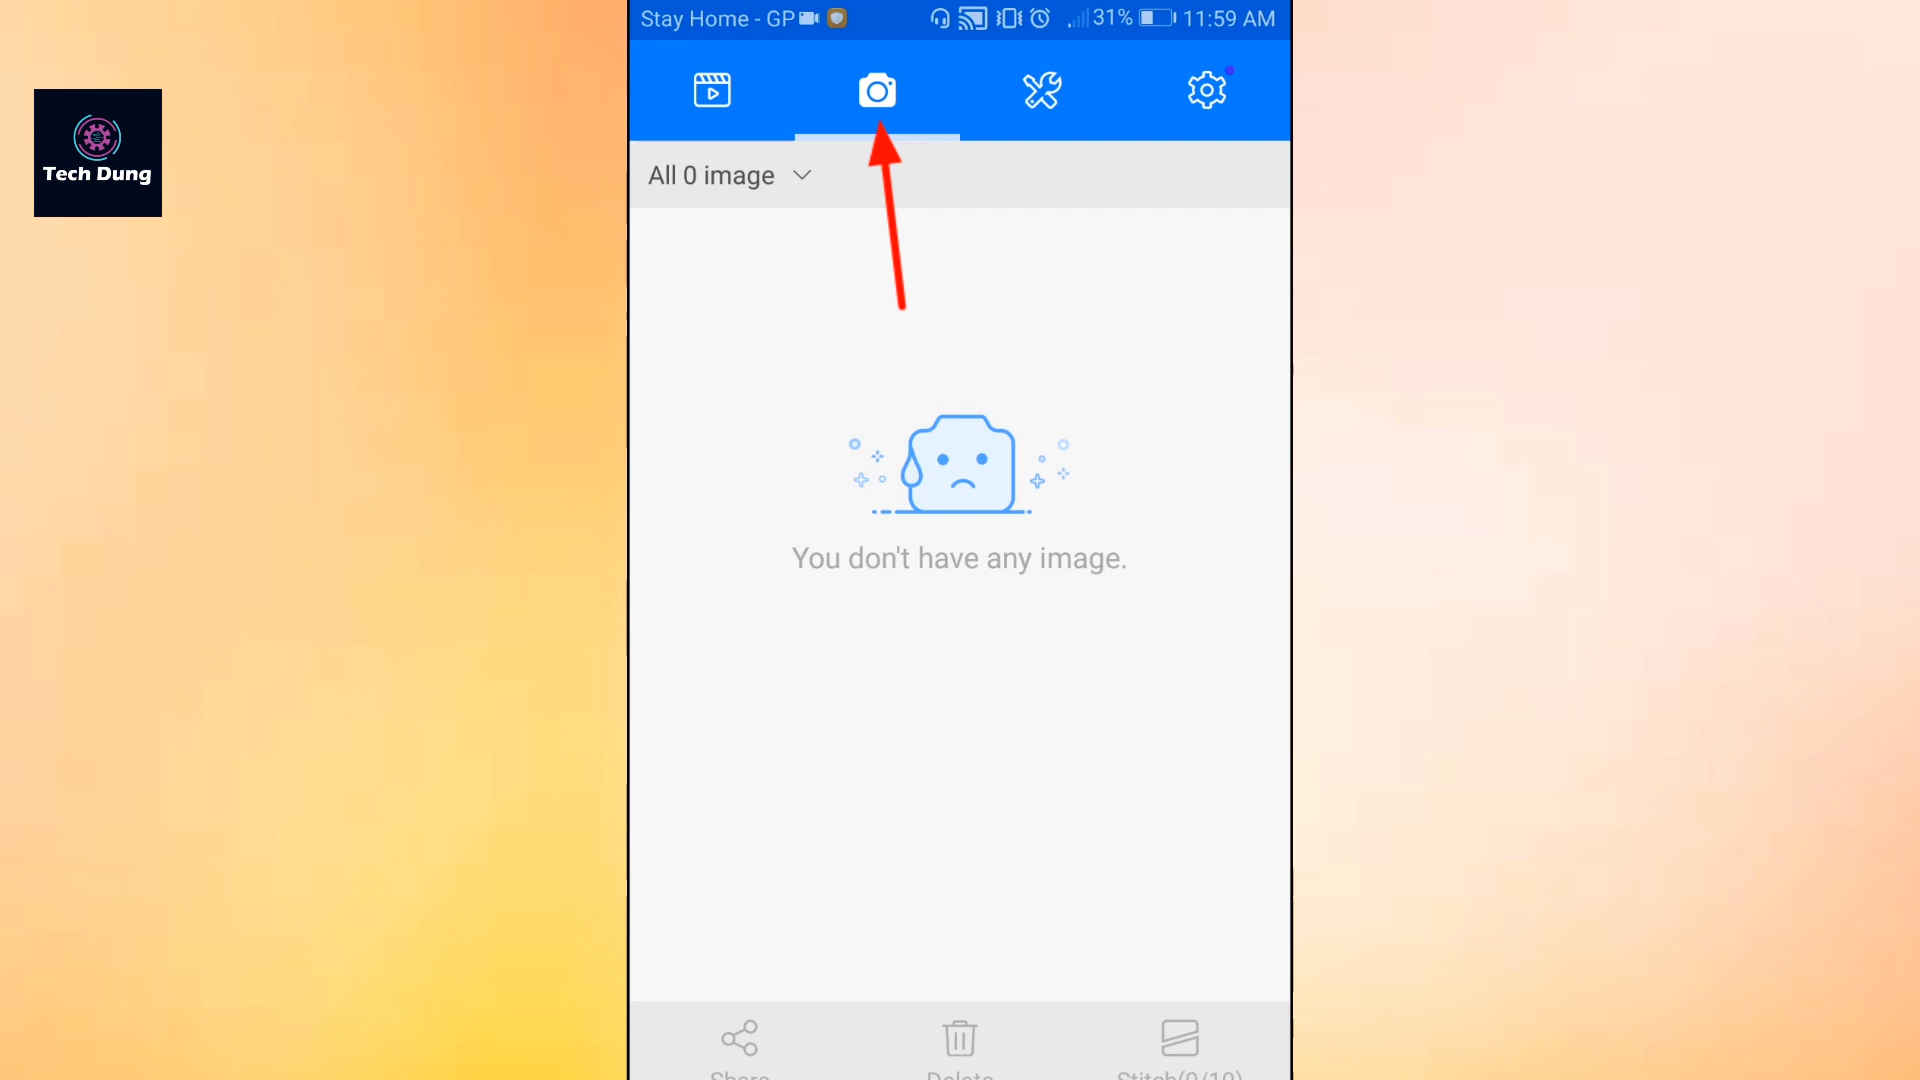 Stay Home - GP
31%
11:59 AM
Tech Dung
All 0 image
You don't have any image.
Share
Delete
Stitch(0/10)